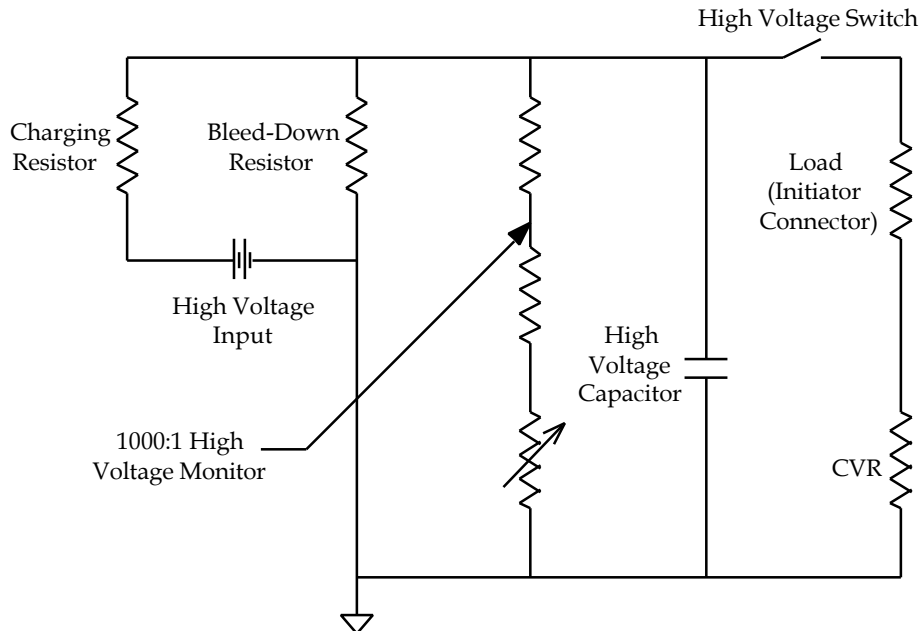 High Voltage Switch
Charging
Resistor
Bleed-Down
Resistor
Load
(Initiator
Connector)
High Voltage
Input
High
Voltage
Capacitor
1000:1 High
Voltage Monitor
CVR